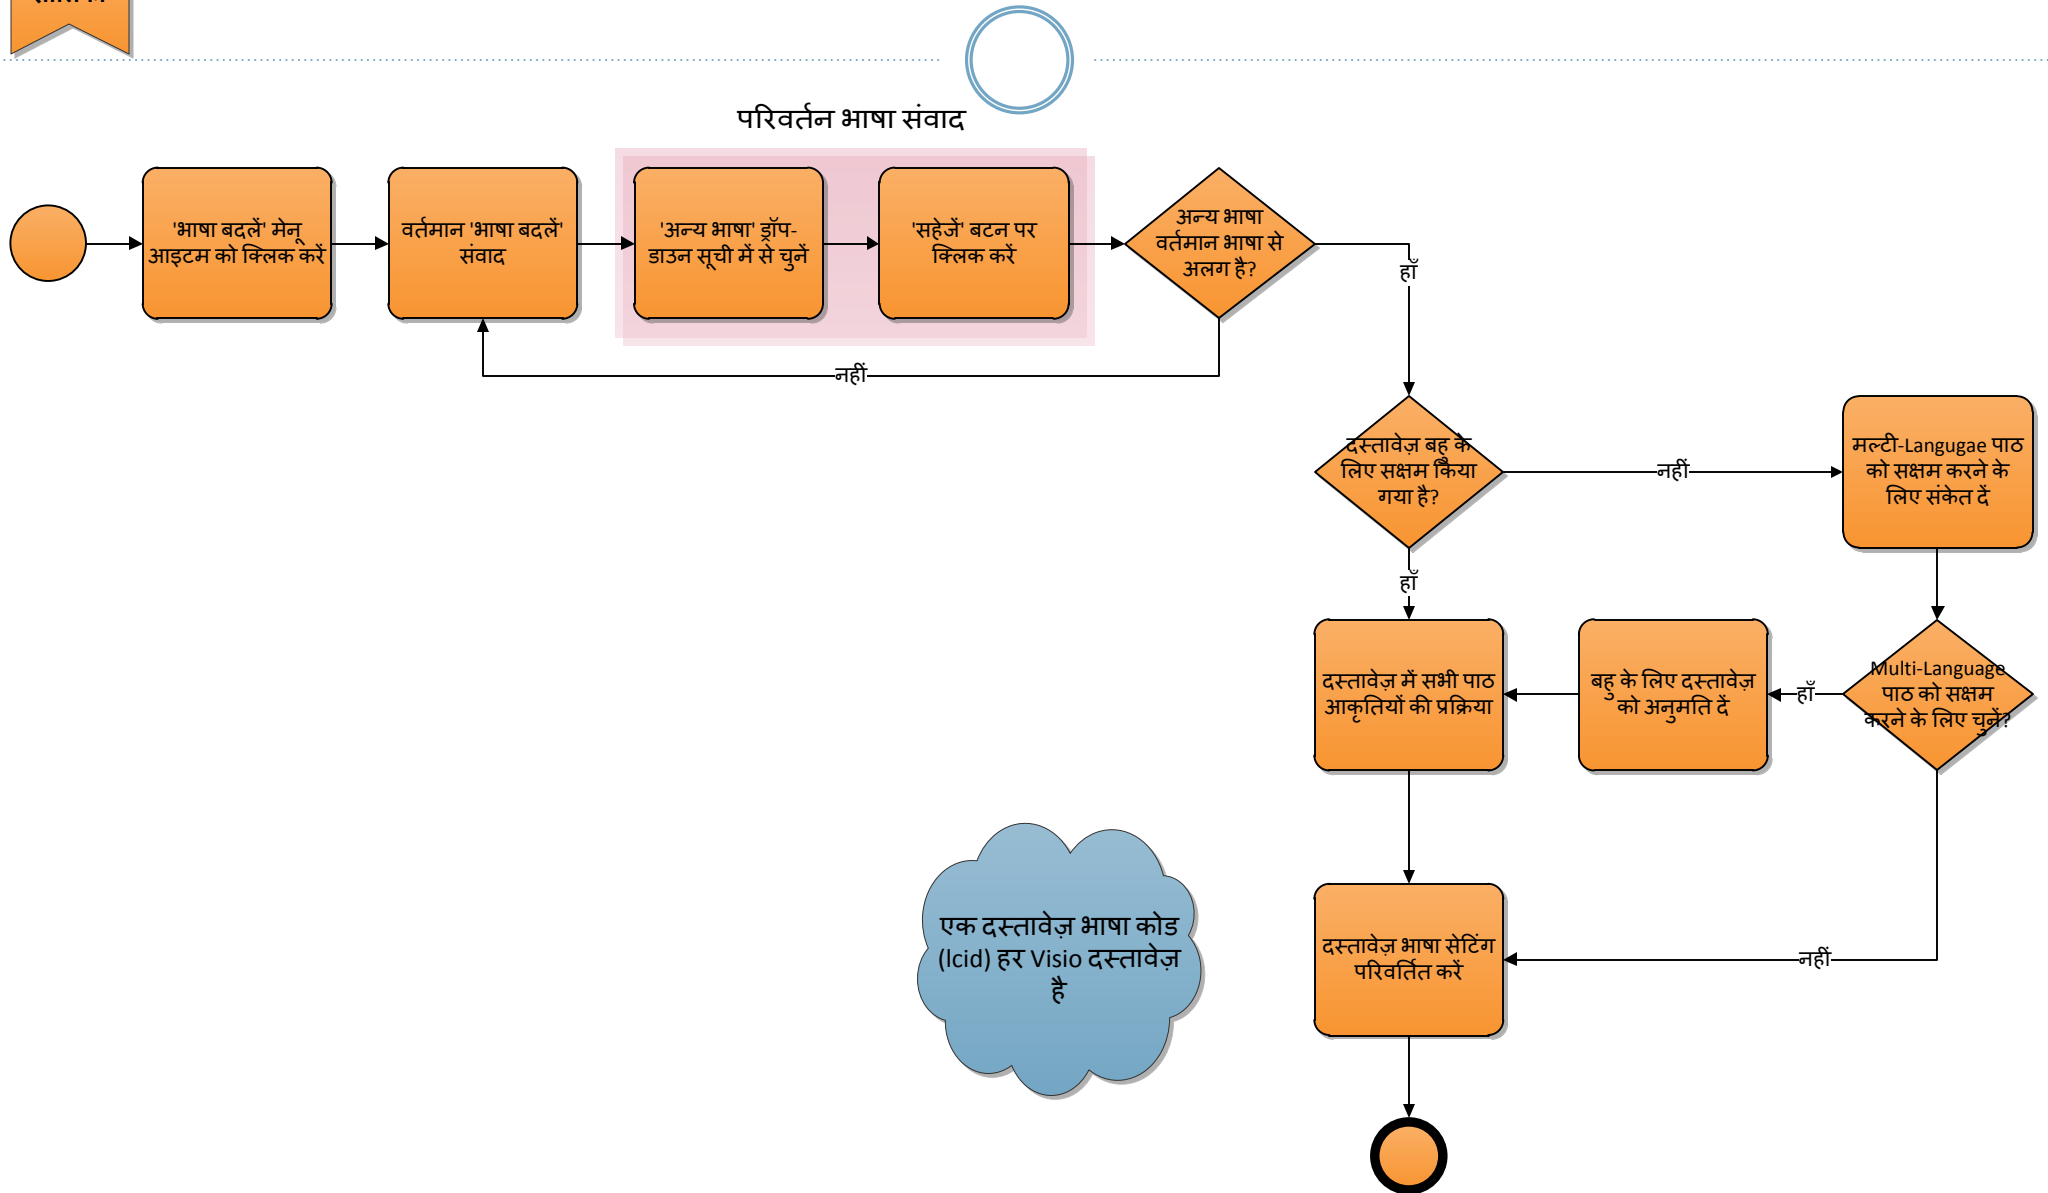 परिवर्तन भाषा संवाद
'भाषा बदलें' मेनू
आइटम को क्लिक करें
वर्तमान 'भाषा बदलें'
संवाद
'अन्य भाषा' ड्रॉप-
डाउन सूची में से चुनें
'सहेजें' बटन पर
क्लिक करें
अन्य भाषा
वर्तमान भाषा से
अलग है?
हाँ
नहीं
दस्तावेज़ बहु के
लिए सक्षम किया
गया है?
नहीं
मल्टी-Langugae पाठ
को सक्षम करने के
लिए संकेत दें
हाँ
दस्तावेज़ में सभी पाठ
आकृतियों की प्रक्रिया
बहु के लिए दस्तावेज़
को अनुमति दें
हाँ
Multi-Language
पाठ को सक्षम
करने के लिए चुनें?
एक दस्तावेज़ भाषा कोड
(lcid) हर Visio दस्तावेज़
है
दस्तावेज़ भाषा सेटिंग
परिवर्तित करें
नहीं